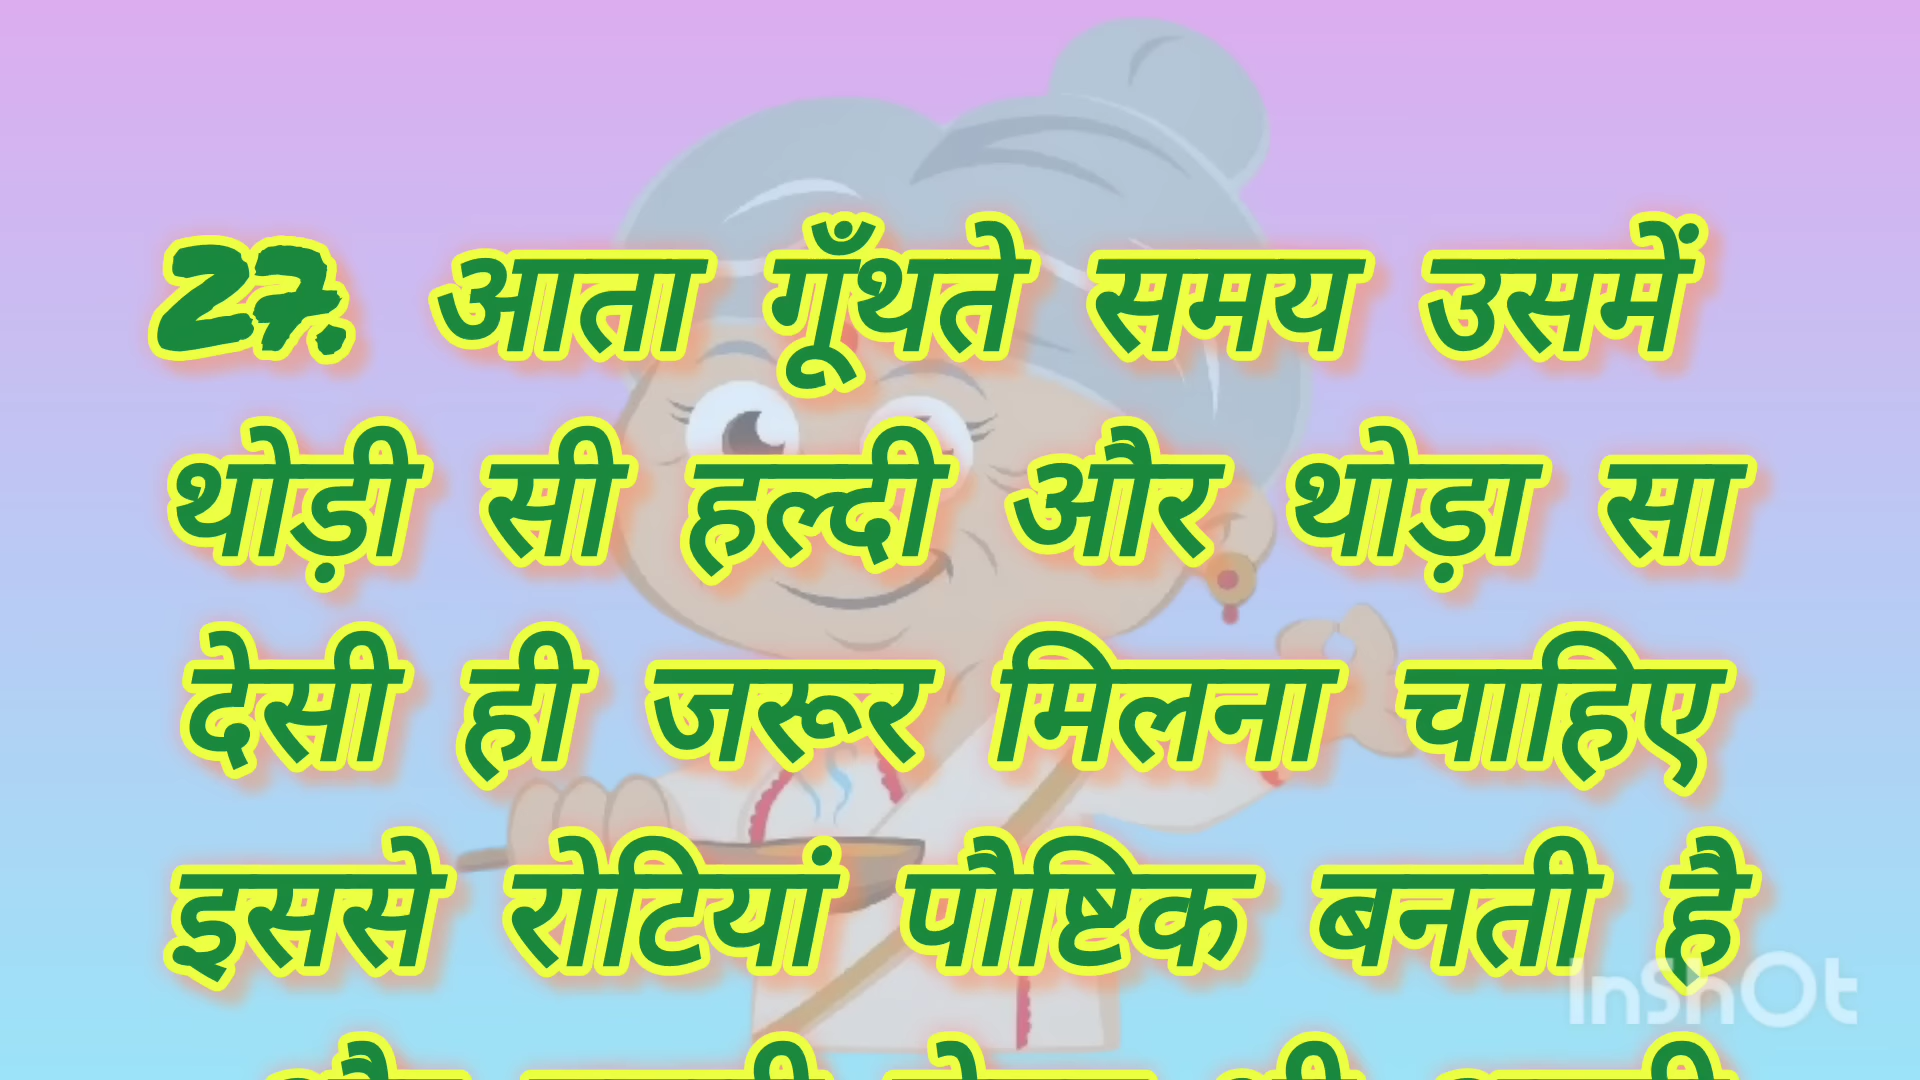 27. आता गूँथते समय उसमें
थोड़ी सी हल्दी और थोड़ा सा
देसी ही जरूर मिलना चाहिए
इससे रोटियां पौष्टिक बनती है
InShOt